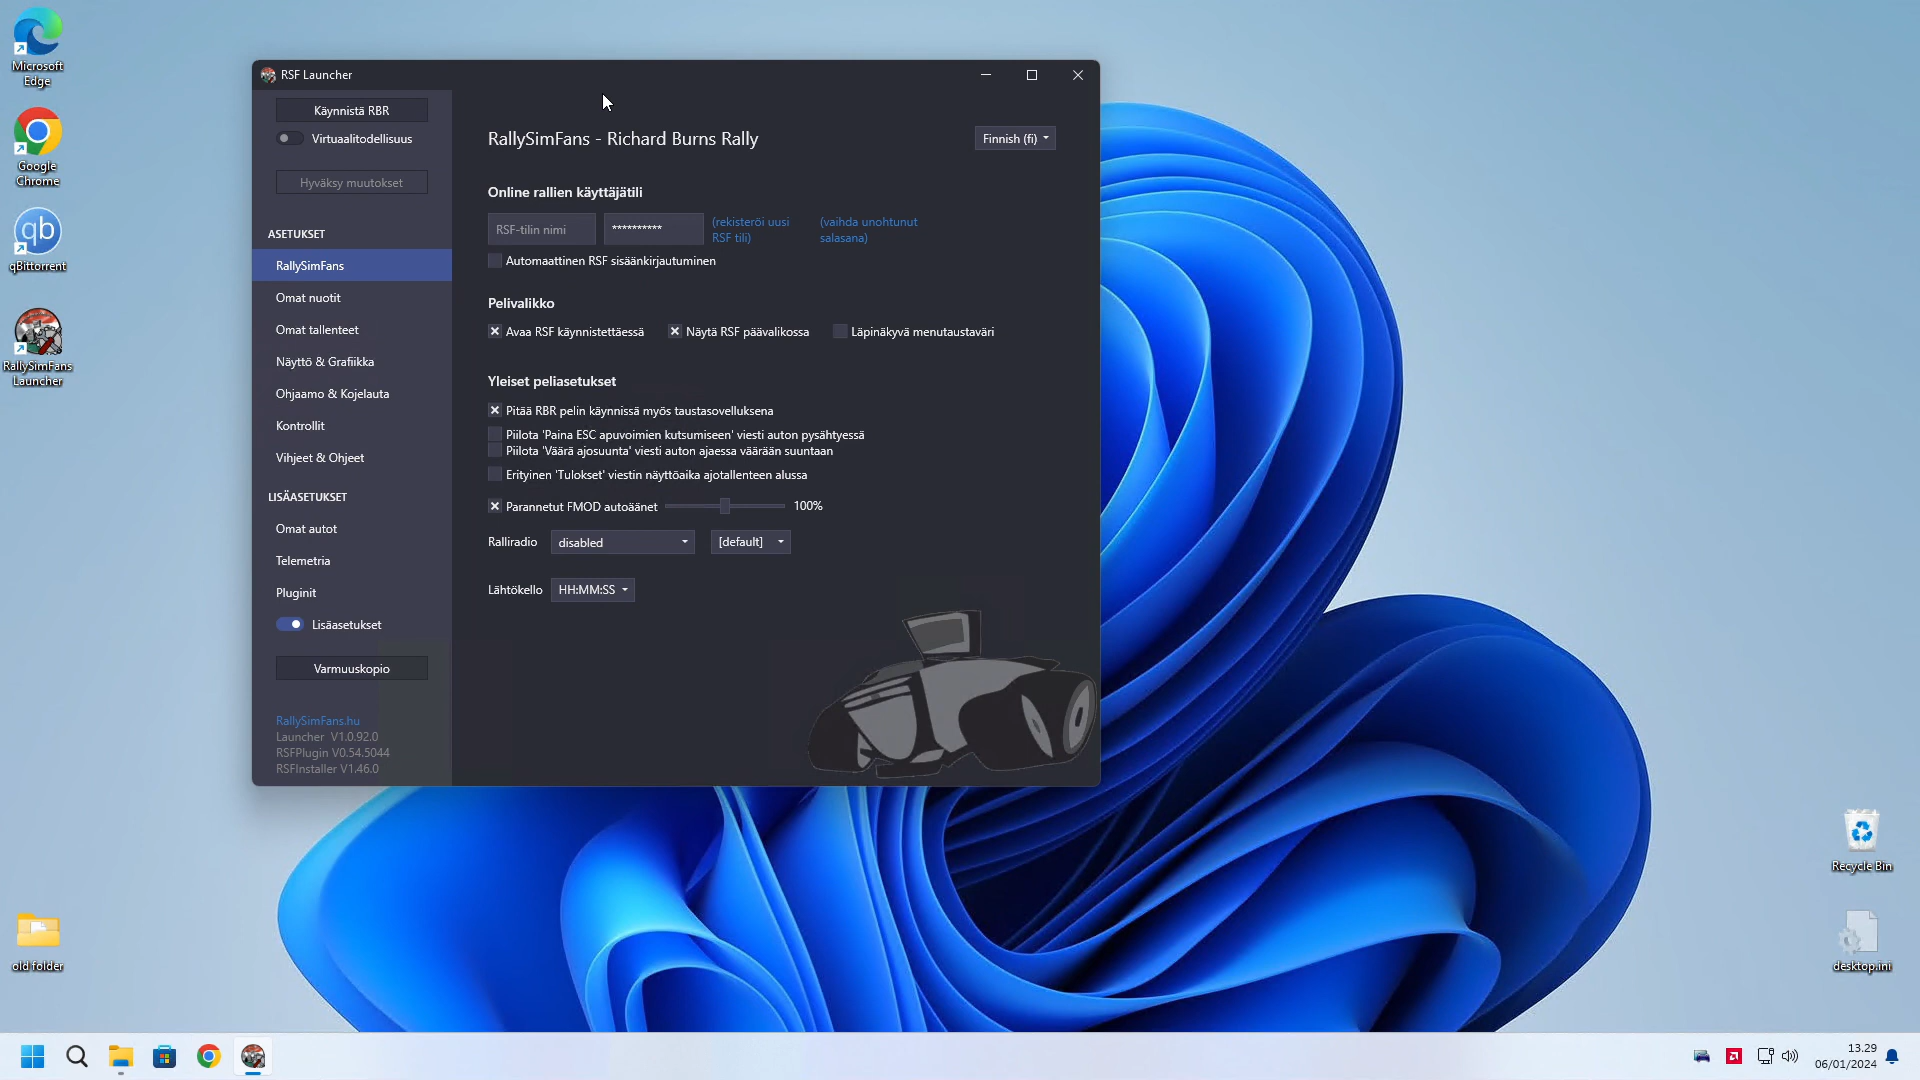 Microsoft
Edge
Google
Chrome
qb
qBittorrent
RallySimFans
Launcher
old folder
RSF Launcher
Käynnistä RBR
Virtuaalitodellisuus
Hyväksy muutokset
ASETUKSET
RallySimFans
Omat nuotit
Omat tallenteet
Näyttö & Grafiikka
Ohjaamo & Kojelauta
Kontrollit
Vihjeet & Ohjeet
LISÄASETUKSET
Omat autot
Telemetria
Pluginit
Lisäasetukset
Varmuuskopio
RallySimFans.hu
Launcher V1.0.92.0
RSFPlugin V0.54.5044
RSFInstaller V1.46.0
RallySimFans - Richard Burns Rally
Finnish (fi)
Online rallien käyttäjätili
RSF-tilin nimi
**********
(rekisteröi uusi
RSF tili)
(vaihda unohtunut
salasana)
Automaattinen RSF sisäänkirjautuminen
Pelivalikko
Avaa RSF käynnistettäessä
Näytä RSF päävalikossa
Läpinäkyvä menutaustaväri
Yleiset peliasetukset
Pitää RBR pelin käynnissä myös taustasovelluksena
Piilota 'Paina ESC apuvoimien kutsumiseen' viesti auton pysähtyessä
Piilota 'Väärä ajosuunta' viesti auton ajaessa väärään suuntaan
Erityinen 'Tulokset' viestin näyttöaika ajotallenteen alussa
Parannetut FMOD autoäänet 100%
Ralliradio disabled [default]
Lähtökello HH:MM:SS
Recycle Bin
desktop.ini
13.29
06/01/2024